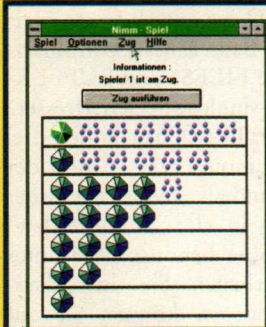 Nimm - Spiel
Spiel Optionen Zug Hilfe
Informationen :
Spieler 1 ist am Zug.
Zug ausführen